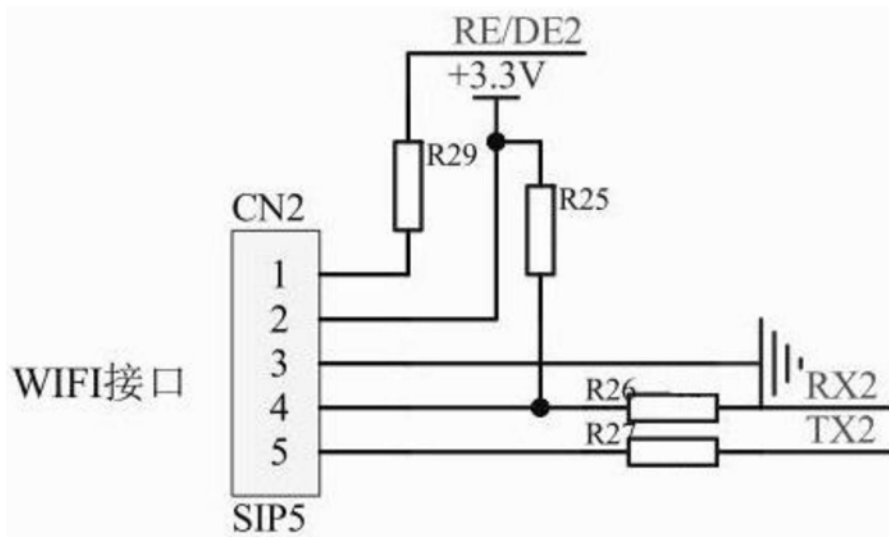 RE/DE2
+3.3V
R29
R25
CN2
1
2
3
WIFI接口
4
R26
RX2
5
R27
TX2
SIP5